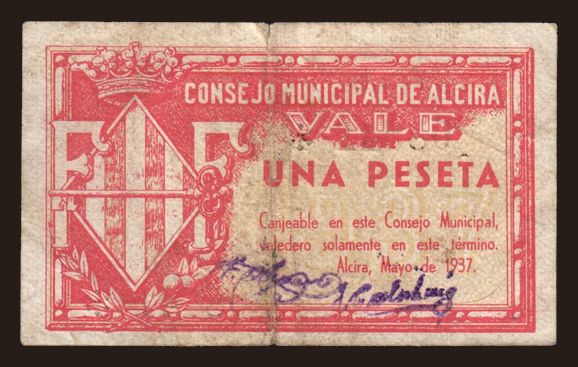 CONSEJO MUNICIPAL DE ALCIRA
VALE
UNA PESETA
Canjeable en este Consejo Municipal,
valedero solamente en este término.
Alcira, Mayo de 1937.